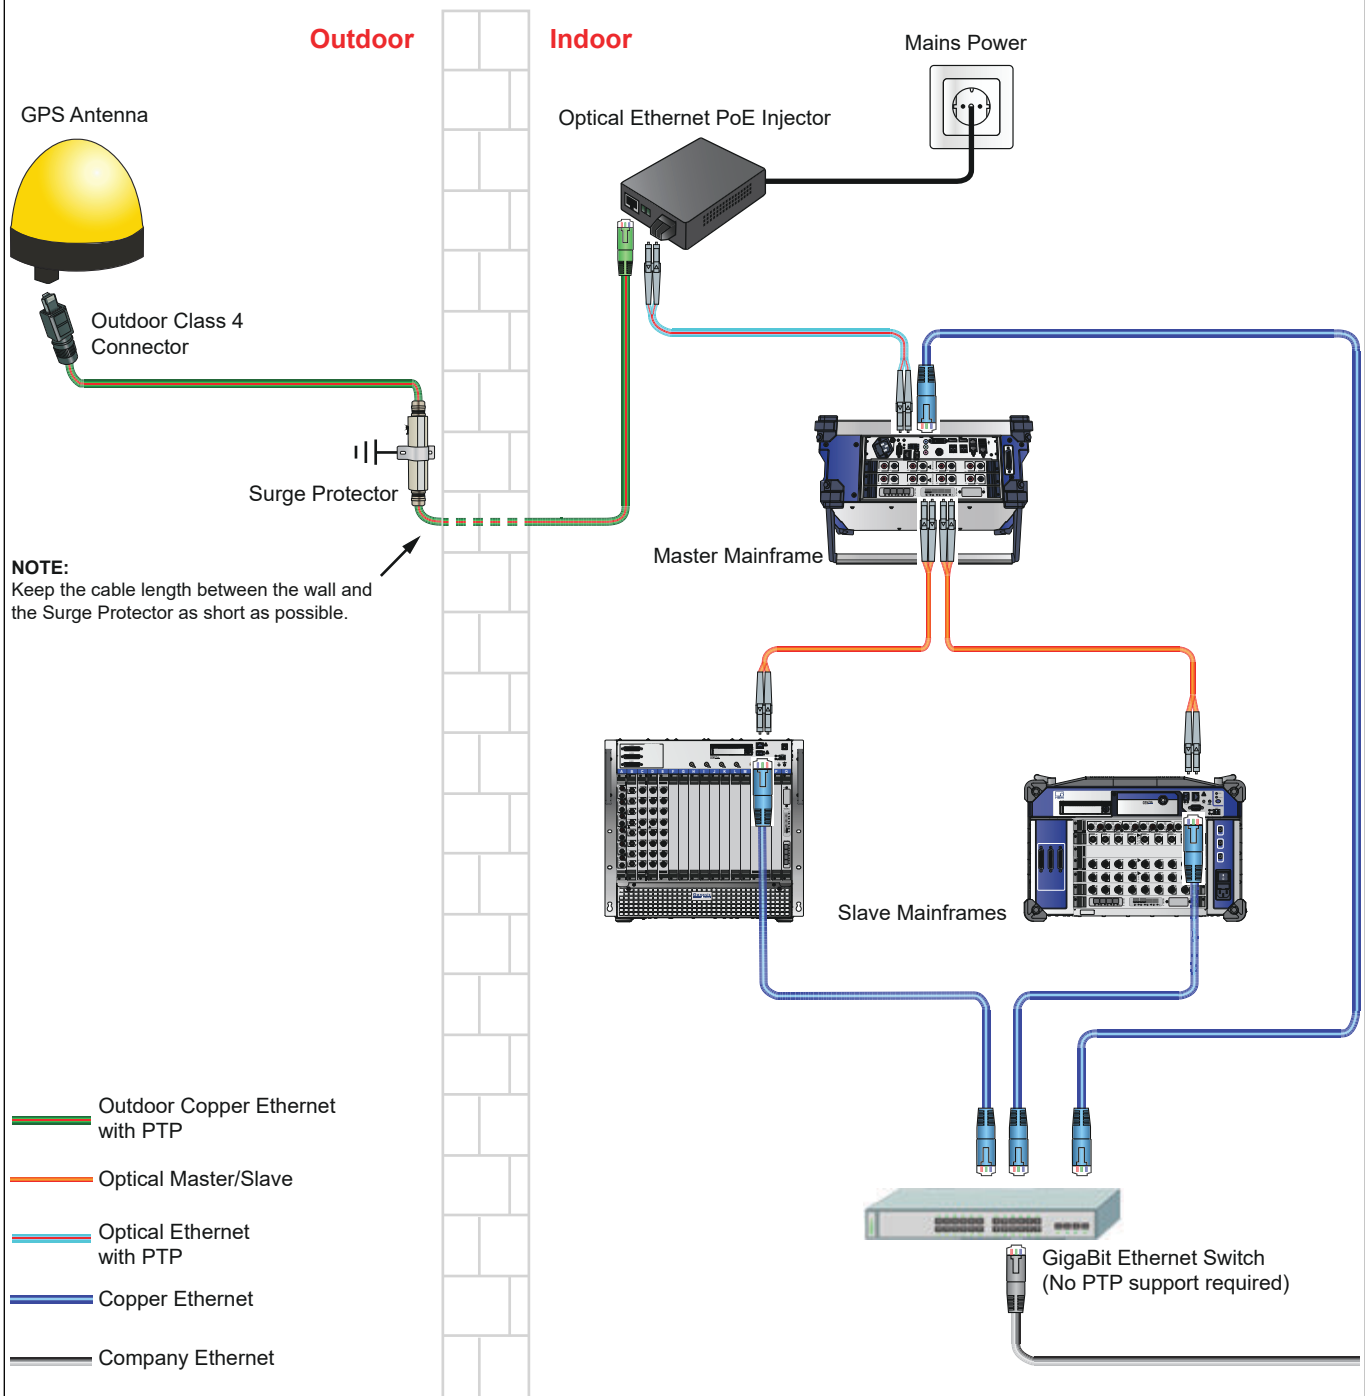 Outdoor
Indoor
Mains Power
GPS Antenna
Optical Ethernet PoE Injector
Outdoor Class 4
Connector
Surge Protector
NOTE:
Keep the cable length between the wall and
the Surge Protector as short as possible.
Master Mainframe
Slave Mainframes
Outdoor Copper Ethernet
with PTP
Optical Master/Slave
Optical Ethernet
with PTP
Copper Ethernet
Company Ethernet
GigaBit Ethernet Switch
(No PTP support required)